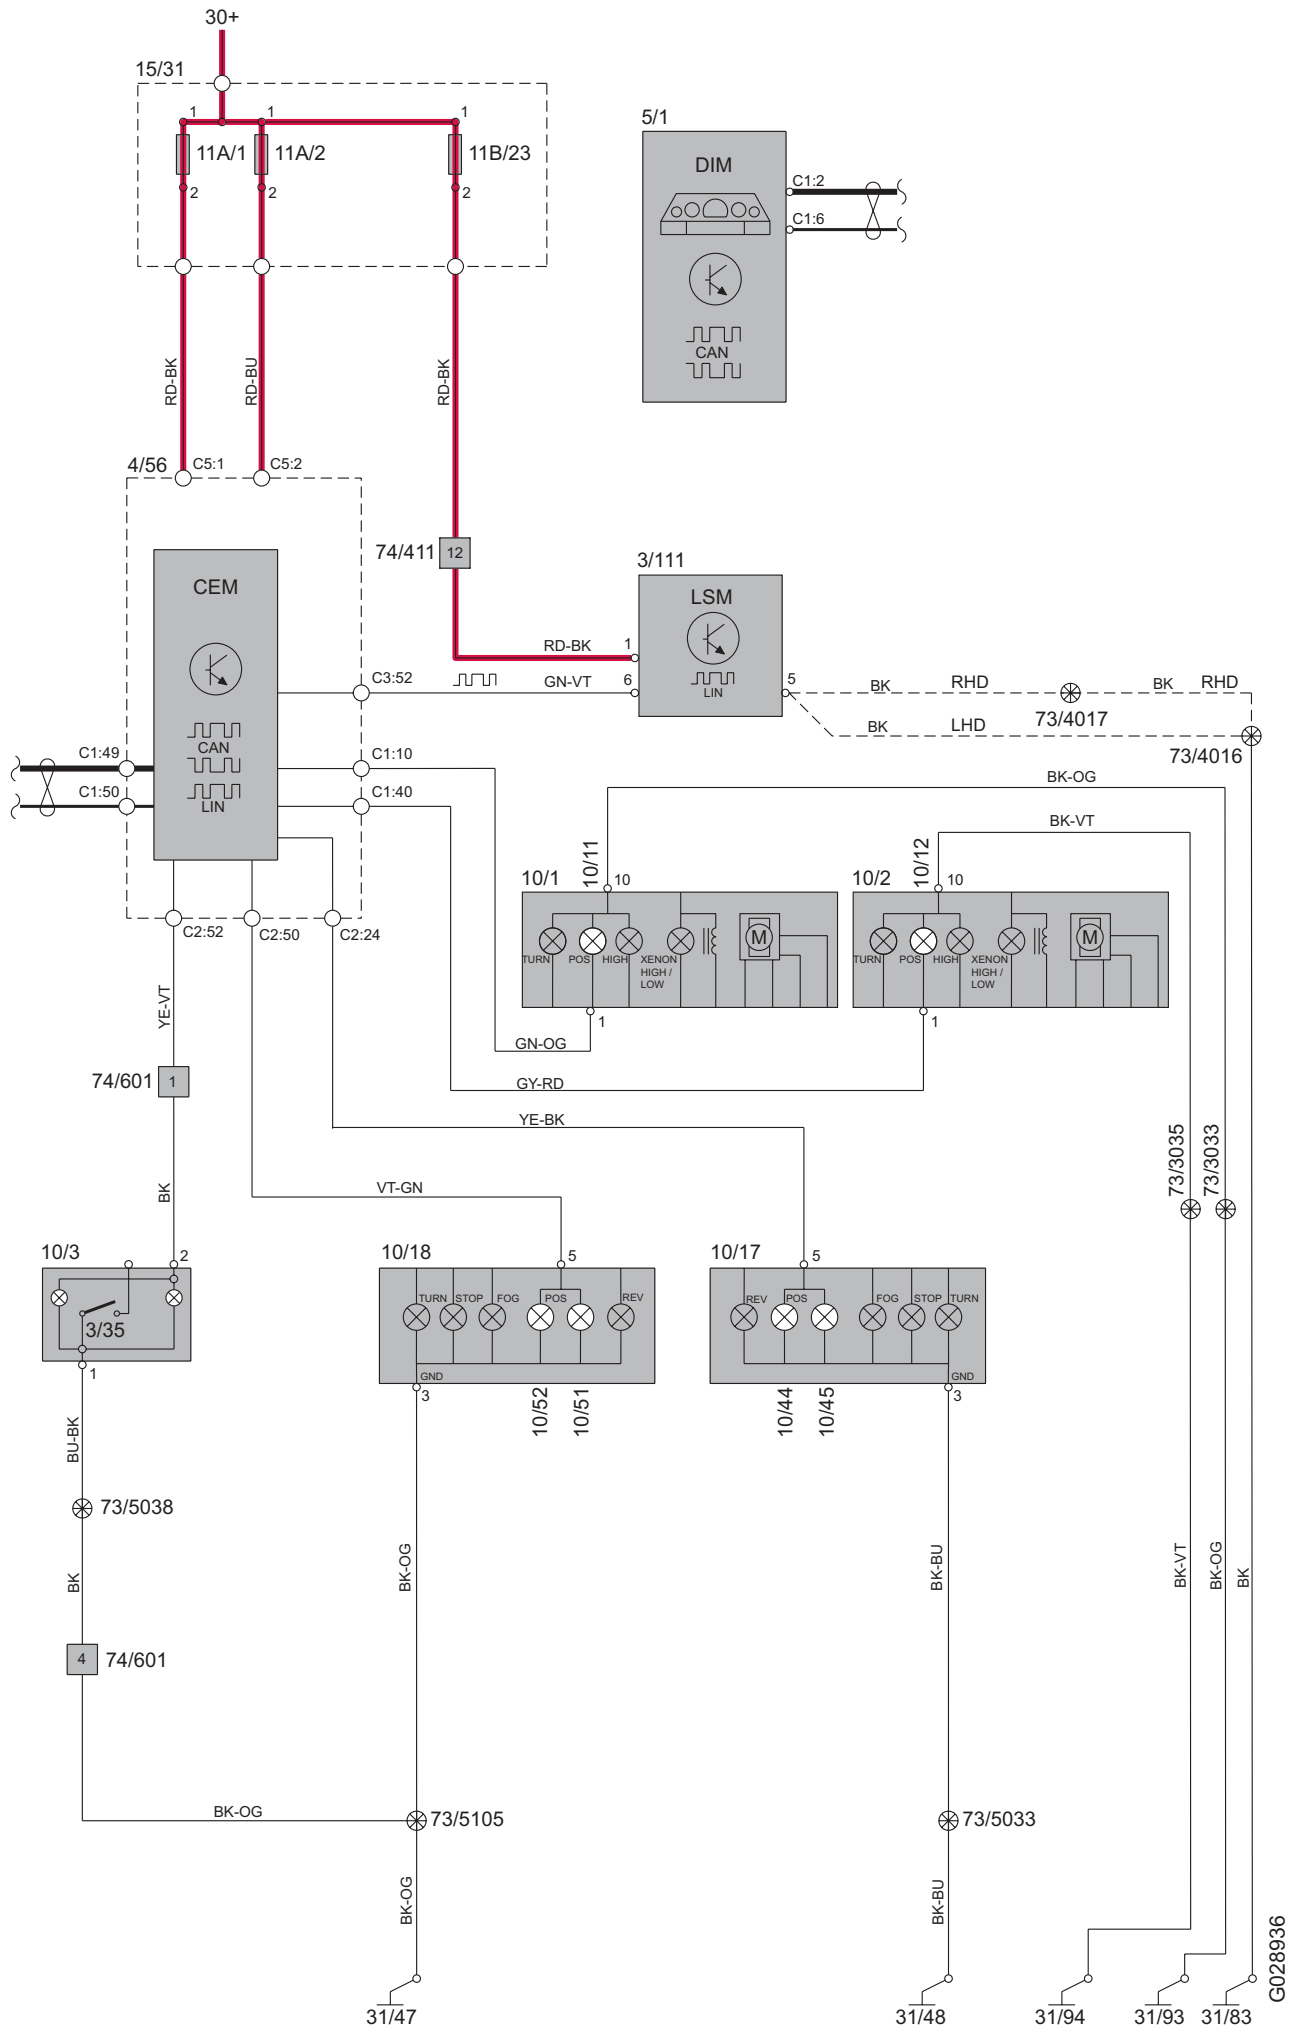 30+
15/31
1
1
1
11A/1
11A/2
11B/23
2
2
2
5/1
DIM
C1:2
C1:6
CAN
RD-BK
RD-BU
RD-BK
4/56
C5:1
C5:2
74/411
12
3/111
CEM
LSM
RD-BK
1
C3:52
GN-VT
6
LIN
5
BK
RHD
BK
RHD
73/4017
BK
LHD
73/4016
C1:49
CAN
C1:10
C1:50
LIN
C1:40
BK-OG
BK-VT
10/1
10/11
10
10/2
10/12
10
C2:52
C2:50
C2:24
TURN
POS
HIGH
XENON
HIGH /
LOW
M
TURN
POS
HIGH
XENON
HIGH /
LOW
M
1
1
YE-VT
GN-OG
74/601
1
GY-RD
YE-BK
73/3035
73/3033
BK
VT-GN
10/3
2
10/18
5
10/17
5
3/35
TURN
STOP
FOG
POS
REV
REV
POS
FOG
STOP
TURN
1
GND
3
10/52
10/51
10/44
10/45
GND
3
BU-BK
73/5038
BK
BK-OG
BK-BU
BK-VT
BK-OG
BK
4
74/601
BK-OG
73/5105
73/5033
BK-OG
BK-BU
31/47
31/48
31/94
31/93
31/83
G028936